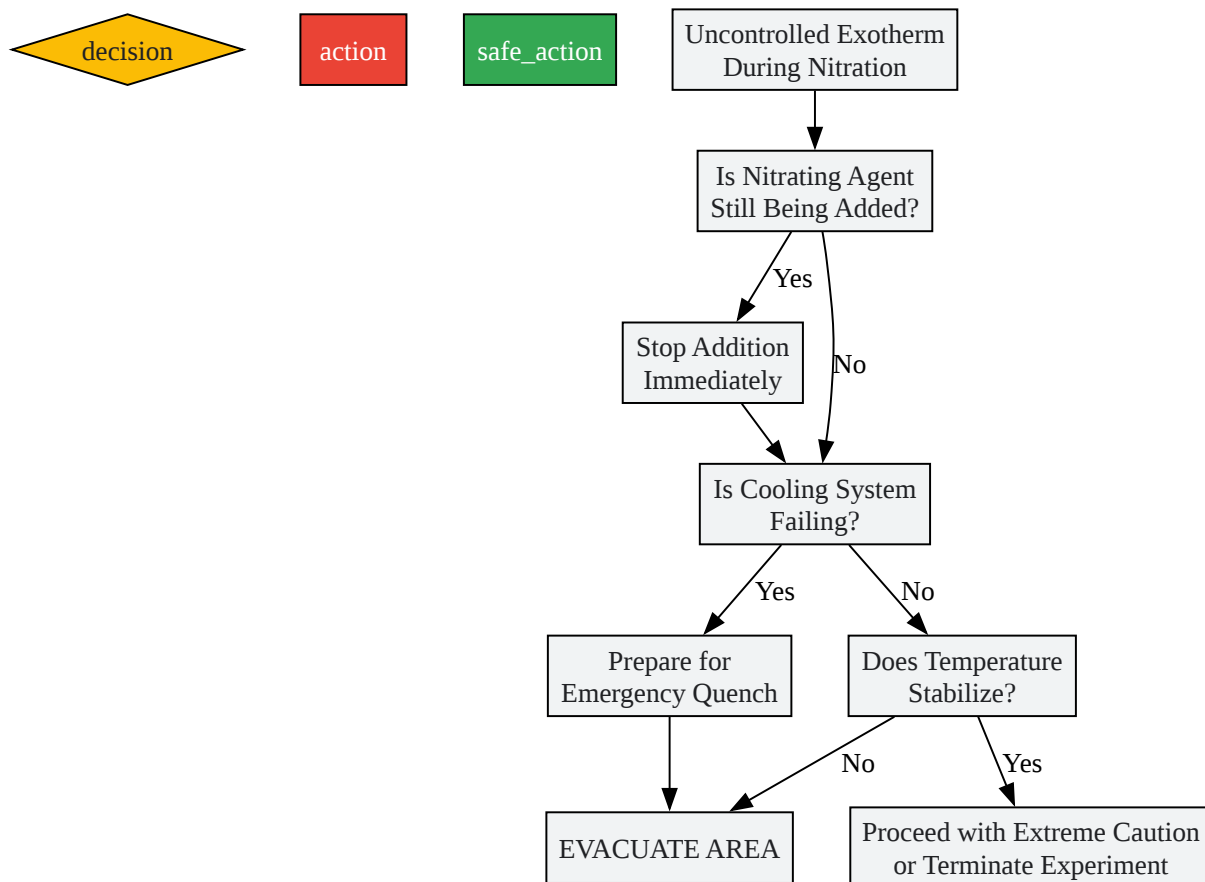 decision
action
safe_action
Uncontrolled Exotherm
During Nitration
Is Nitrating Agent
Still Being Added?
Yes
Stop Addition
Immediately
No
Is Cooling System
Failing?
Yes
No
Prepare for
Emergency Quench
Does Temperature
Stabilize?
No
Yes
EVACUATE AREA
Proceed with Extreme Caution
or Terminate Experiment